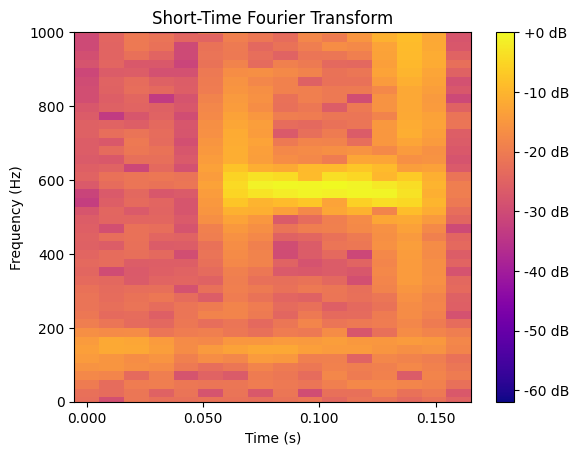 Short-Time Fourier Transform
Frequency (Hz)
1000
800
600
400
200
0
0.000
0.050
0.100
0.150
Time (s)
+0 dB
-10 dB
-20 dB
-30 dB
-40 dB
-50 dB
-60 dB